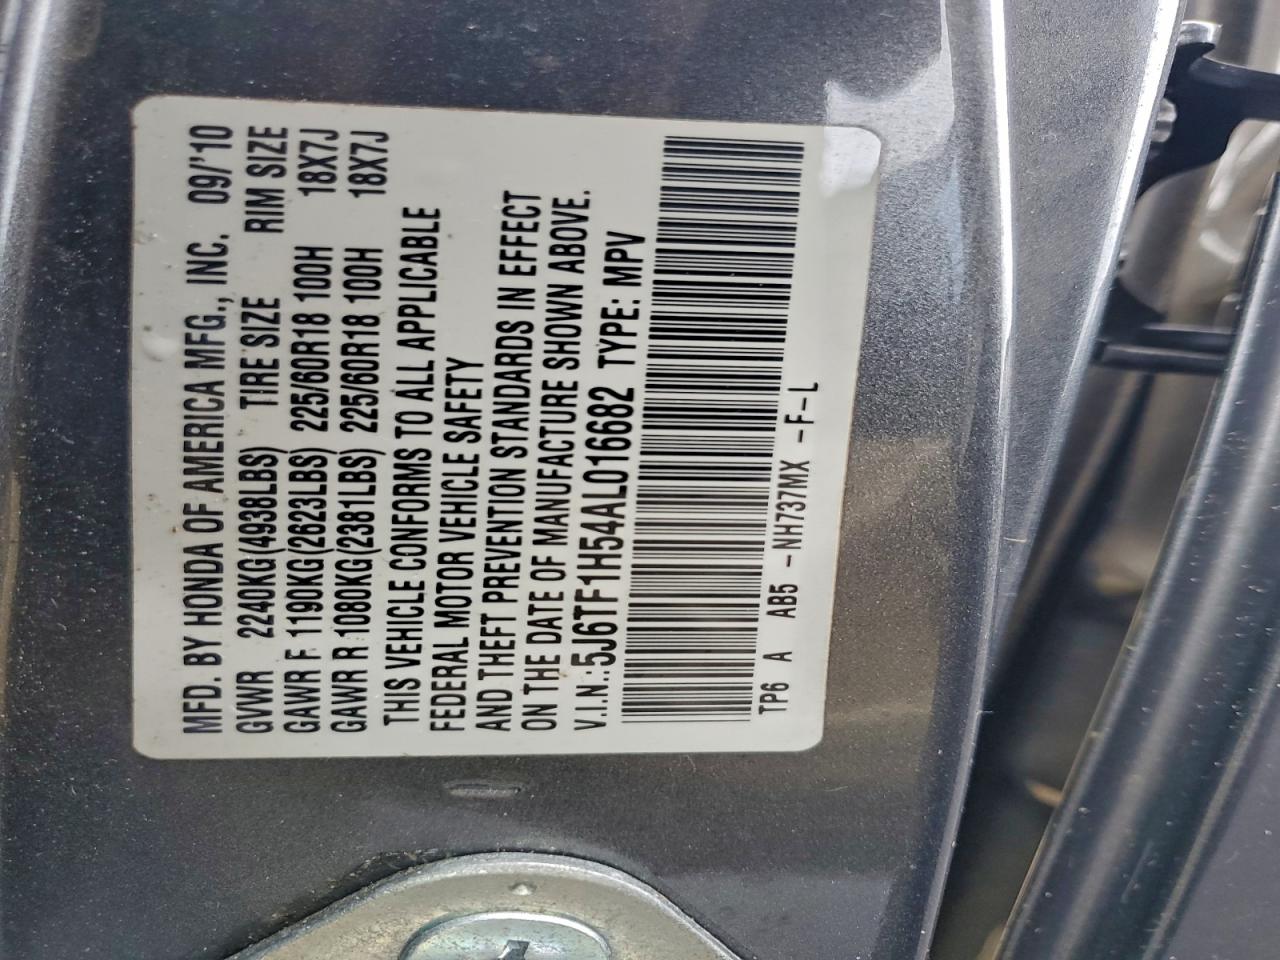 MFD. BY HONDA OF AMERICA MFG., INC. 09/'10
GVWR 2240KG(4938LBS) TIRE SIZE RIM SIZE
GAWR F 1190KG(2623LBS) 225/60R18 100H 18X7J
GAWR R 1080KG(2381LBS) 225/60R18 100H 18X7J
THIS VEHICLE CONFORMS TO ALL APPLICABLE
FEDERAL MOTOR VEHICLE SAFETY
AND THEFT PREVENTION STANDARDS IN EFFECT
ON THE DATE OF MANUFACTURE SHOWN ABOVE.
V.I.N.:5J6TF1H54AL016682 TYPE: MPV
TP6 A AB5 -NH737MX -F-L